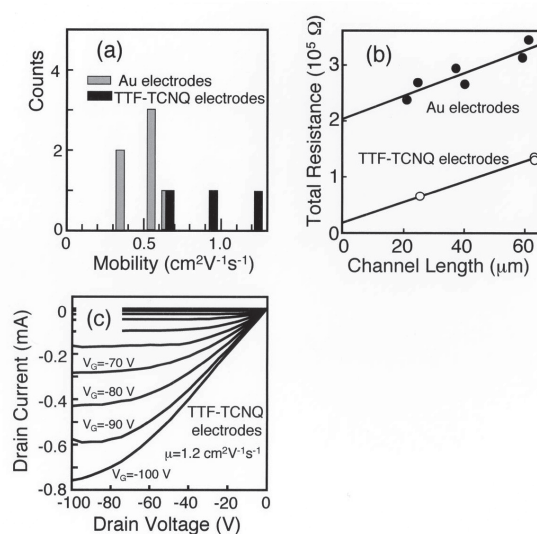 (a)
Counts
4
2
0
Au electrodes
TTF-TCNQ electrodes
0
0.5
1.0
Mobility (cm²V⁻¹s⁻¹)
(b)
Total Resistance (10⁵ Ω)
3
2
1
0
Au electrodes
TTF-TCNQ electrodes
0
20
40
60
Channel Length (μm)
(c)
Drain Current (mA)
0
-0.2
-0.4
-0.6
-0.8
V_G=-70 V
V_G=-80 V
V_G=-90 V
V_G=-100 V
TTF-TCNQ
electrodes
μ=1.2 cm²V⁻¹s⁻¹
-100
-80
-60
-40
-20
0
Drain Voltage (V)